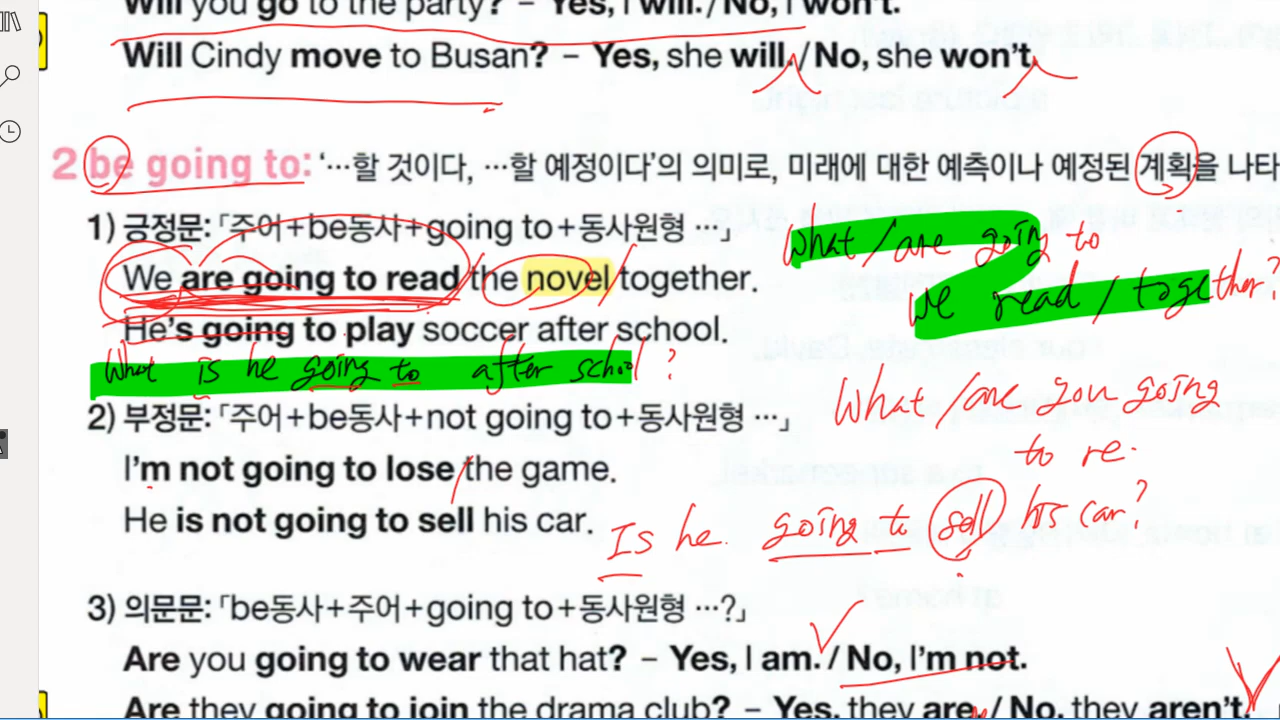 Will you go to the party? – Yes, I will. / No, I won't.
Will Cindy move to Busan? – Yes, she will. / No, she won't.
2 be going to: '…할 것이다, …할 예정이다'의 의미로, 미래에 대한 예측이나 예정된 계획을 나타
1) 긍정문: 「주어+be동사+going to+동사원형 …」
What / are going to
We are going to read the novel together.
we read / together?
He's going to play soccer after school.
What is he going to after school?
What / are you going
to re.
2) 부정문: 「주어+be동사+not going to+동사원형 …」
I'm not going to lose / the game.
He is not going to sell his car.
Is he going to sell his car?
3) 의문문: 「be동사+주어+going to+동사원형 …?」
Are you going to wear that hat? – Yes, I am. / No, I'm not.
Are they going to join the drama club? – Yes, they are. / No, they aren't.